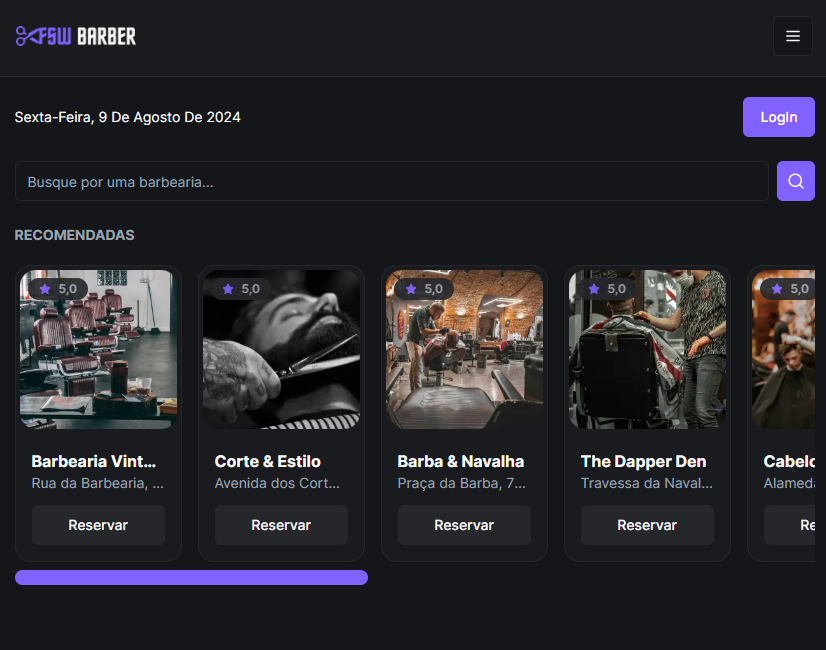 FSW BARBER
Sexta-Feira, 9 De Agosto De 2024
LogIn
Busque por uma barbearia...
RECOMENDADAS
5,0
5,0
5,0
5,0
5,0
Barbearia Vint...
Corte & Estilo
Barba & Navalha
The Dapper Den
Cabelo
Rua da Barbearia, ...
Avenida dos Cort...
Praça da Barba, 7...
Travessa da Naval...
Alameda
Reservar
Reservar
Reservar
Reservar
Re